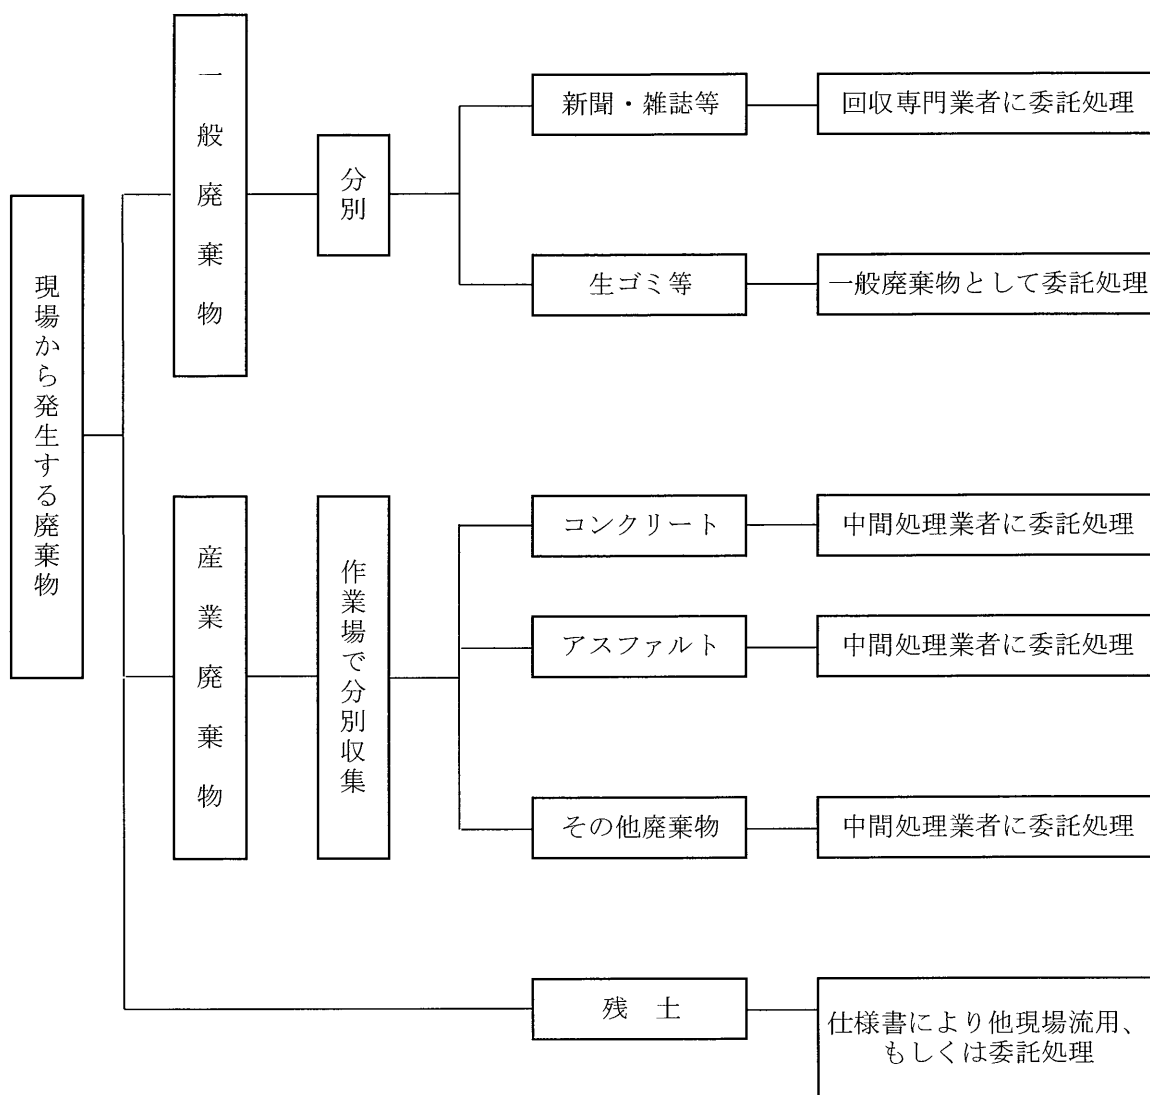 現場から発生する廃棄物
一般廃棄物
分別
新聞・雑誌等
回収専門業者に委託処理
生ゴミ等
一般廃棄物として委託処理
産業廃棄物
作業場で分別収集
コンクリート
中間処理業者に委託処理
アスファルト
中間処理業者に委託処理
その他廃棄物
中間処理業者に委託処理
残　土
仕様書により他現場流用、
もしくは委託処理